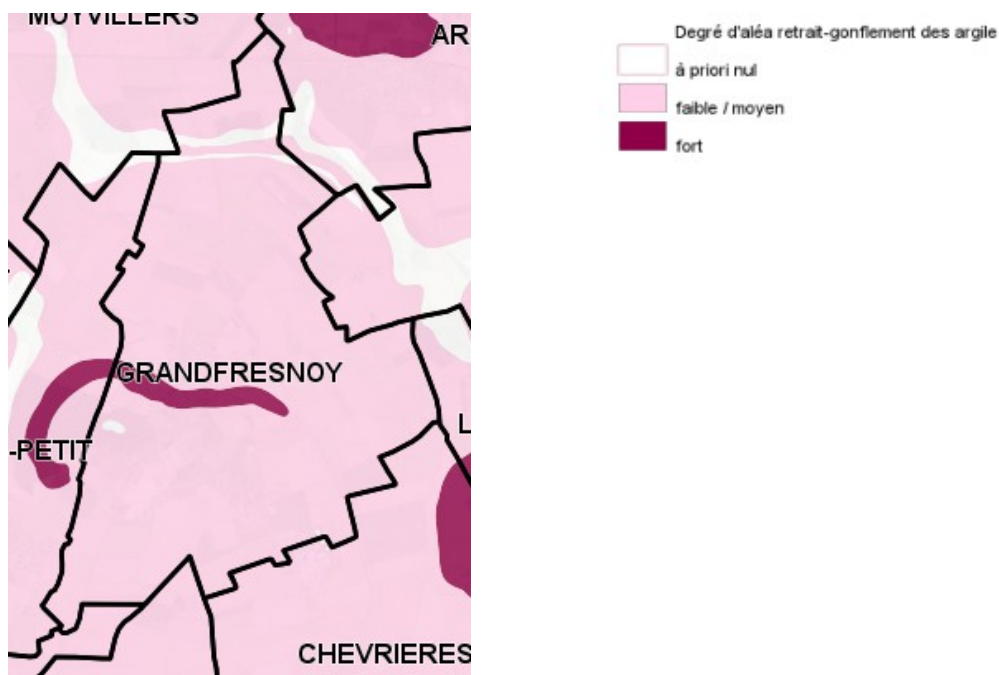 MOYVILLERS
AR
GRANDFRESNOY
L
-PETIT
CHEVRIERES
Degré d'aléa retrait-gonflement des argile
à priori nul
faible / moyen
fort